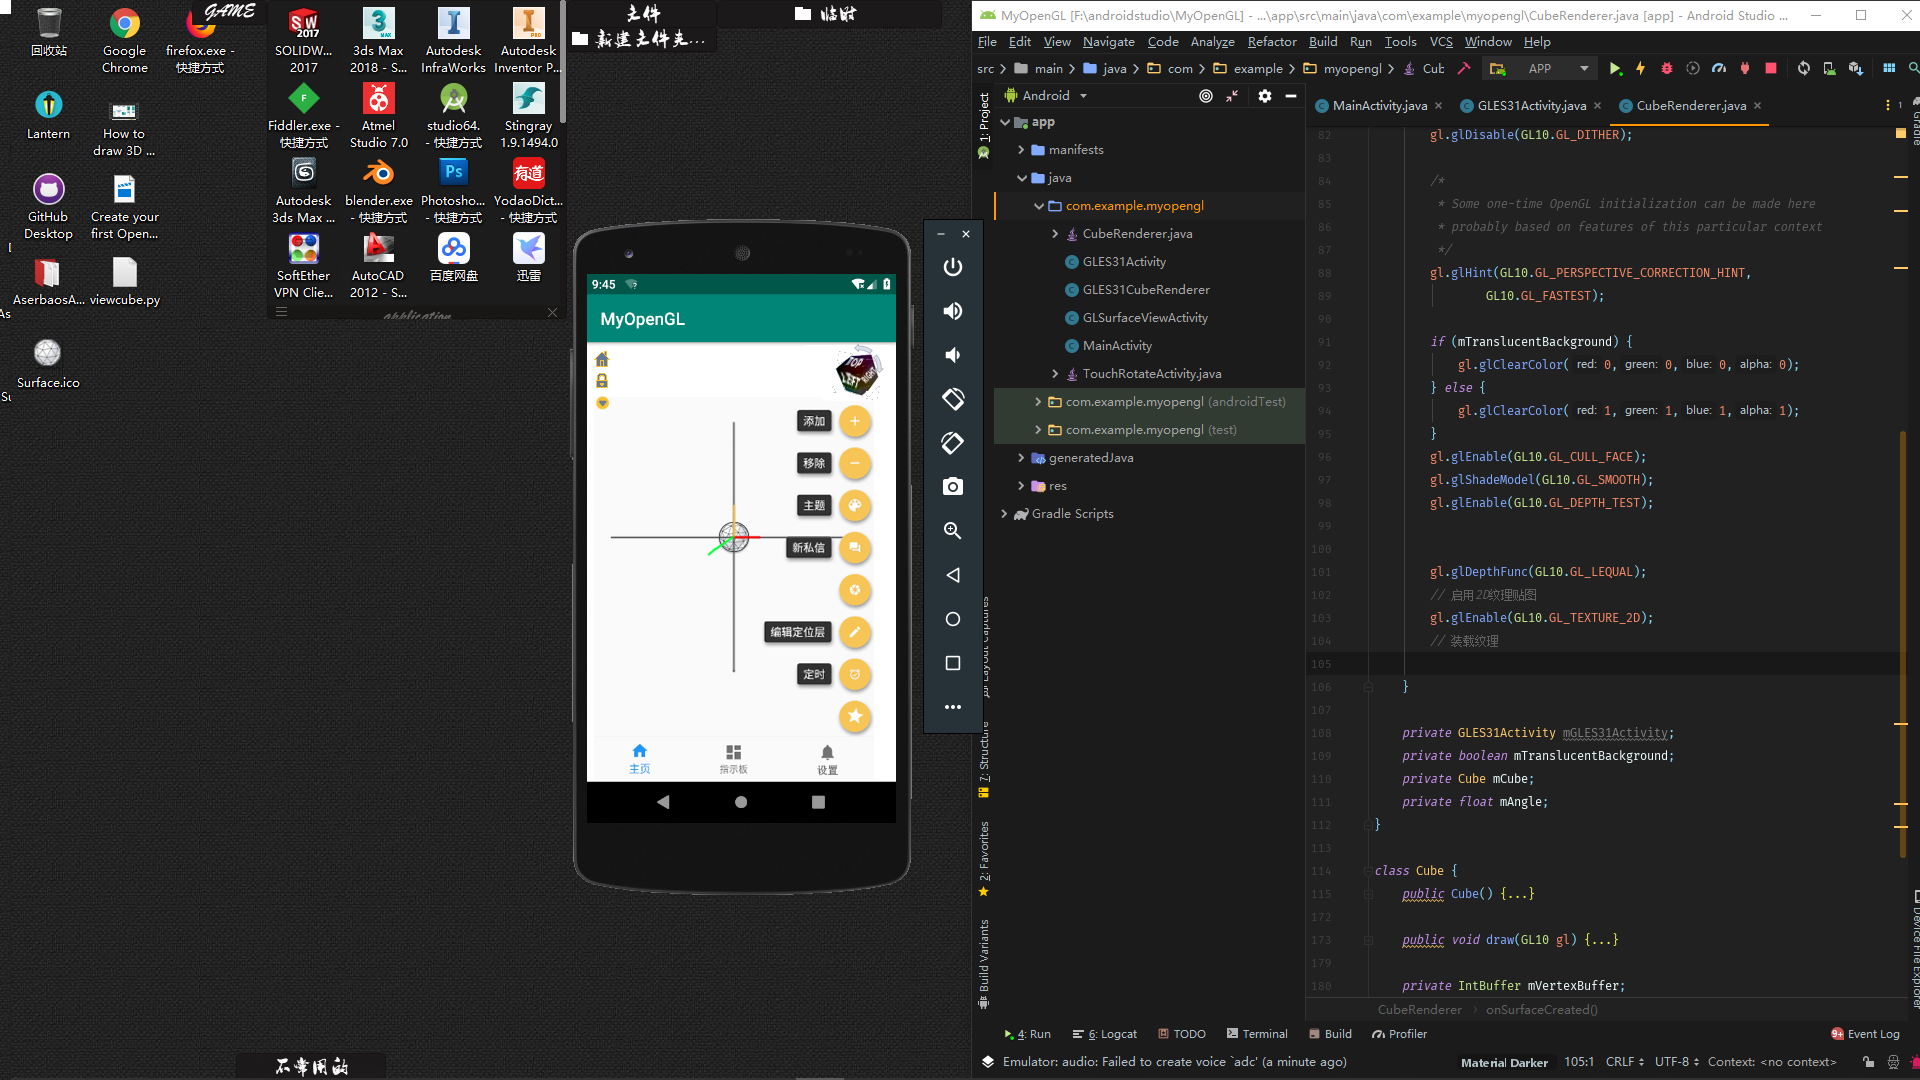 回收站
Google Chrome
firefox.exe - 快捷方式
Lantern
How to draw 3D ...
GitHub Desktop
Create your first Open...
AserbaosA...
viewcube.py
Surface.ico
GAME
SOLIDW... 2017
3ds Max 2018 - S...
Autodesk InfraWorks
Autodesk Inventor P...
Fiddler.exe - 快捷方式
Atmel Studio 7.0
studio64. - 快捷方式
Stingray 1.9.1494.0
Autodesk 3ds Max ...
blender.exe - 快捷方式
Photosho... - 快捷方式
YodaoDict... - 快捷方式
SoftEther VPN Clie...
AutoCAD 2012 - S...
百度网盘
迅雷
application
文件
临时
新建文件夹...
不常用的
9:45
MyOpenGL
TOP
LEFT
RIGHT
添加
移除
主题
新私信
编辑定位层
定时
主页
指示板
设置
MyOpenGL [F:\androidstudio\MyOpenGL] - ...\app\src\main\java\com\example\myopengl\CubeRenderer.java [app] - Android Studio ...
File Edit View Navigate Code Analyze Refactor Build Run Tools VCS Window Help
src main java com example myopengl Cub APP
Android
MainActivity.java
GLES31Activity.java
CubeRenderer.java
1: Project
app
manifests
java
com.example.myopengl
CubeRenderer.java
GLES31Activity
GLES31CubeRenderer
GLSurfaceViewActivity
MainActivity
TouchRotateActivity.java
com.example.myopengl (androidTest)
com.example.myopengl (test)
generatedJava
res
Gradle Scripts
7: Structure
2: Favorites
Build Variants
Gradle
Device File Explorer
82 gl.glDisable(GL10.GL_DITHER);
83
84 /*
85 * Some one-time OpenGL initialization can be made here
86 * probably based on features of this particular context
87 */
88 gl.glHint(GL10.GL_PERSPECTIVE_CORRECTION_HINT,
89 GL10.GL_FASTEST);
90
91 if (mTranslucentBackground) {
92 gl.glClearColor( red: 0, green: 0, blue: 0, alpha: 0);
93 } else {
94 gl.glClearColor( red: 1, green: 1, blue: 1, alpha: 1);
95 }
96 gl.glEnable(GL10.GL_CULL_FACE);
97 gl.glShadeModel(GL10.GL_SMOOTH);
98 gl.glEnable(GL10.GL_DEPTH_TEST);
99
100
101 gl.glDepthFunc(GL10.GL_LEQUAL);
102 // 启用2D纹理贴图
103 gl.glEnable(GL10.GL_TEXTURE_2D);
104 // 装载纹理
105
106 }
107
108 private GLES31Activity mGLES31Activity;
109 private boolean mTranslucentBackground;
110 private Cube mCube;
111 private float mAngle;
112 }
113
114 class Cube {
115 public Cube() {...}
172
173 public void draw(GL10 gl) {...}
179
180 private IntBuffer mVertexBuffer;
CubeRenderer › onSurfaceCreated()
4: Run 6: Logcat TODO Terminal Build Profiler 9+ Event Log
Emulator: audio: Failed to create voice `adc' (a minute ago) Material Darker 105:1 CRLF UTF-8 Context: <no context>